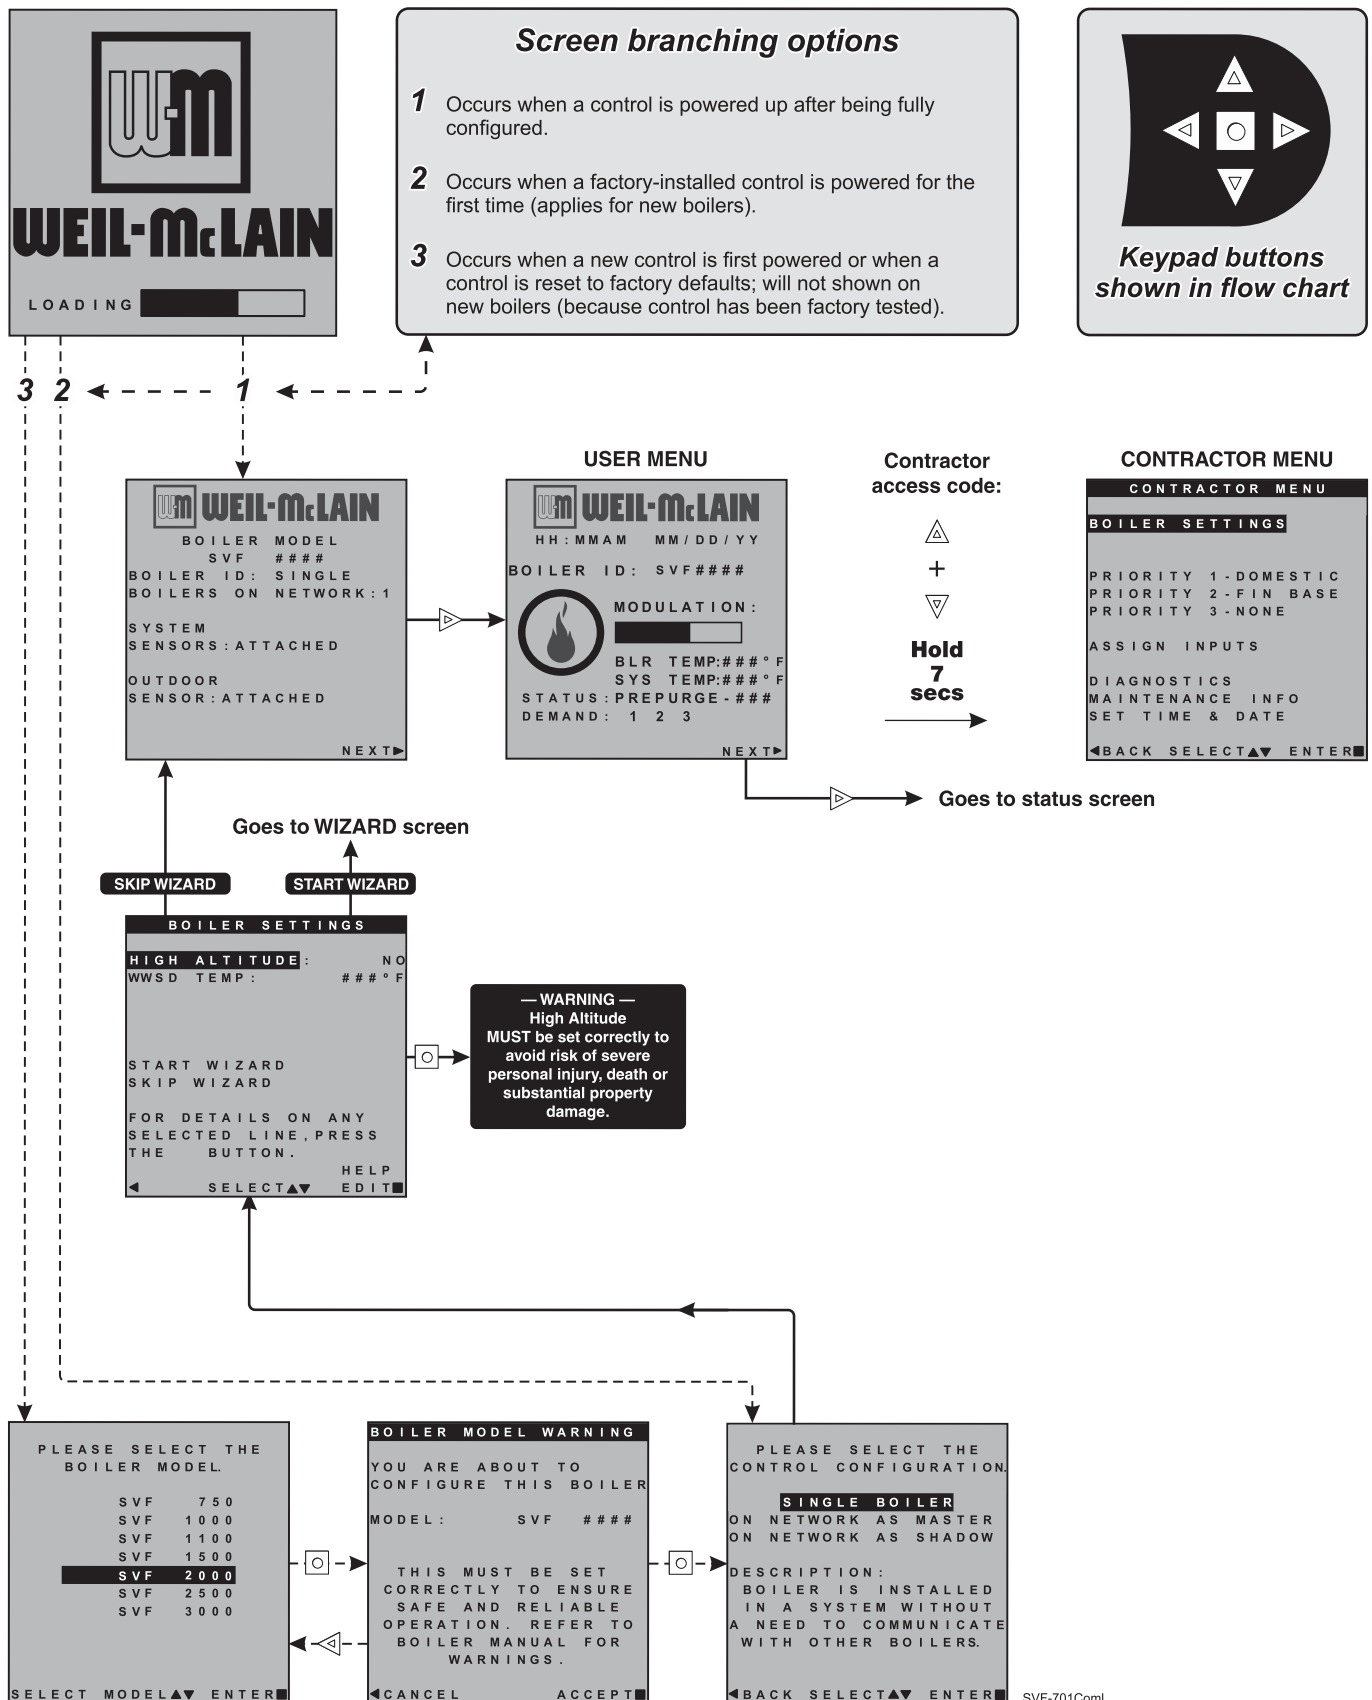 WM
WEIL-McLAIN
LOADING
Screen branching options
1 Occurs when a control is powered up after being fully
configured.
2 Occurs when a factory-installed control is powered for the
first time (applies for new boilers).
3 Occurs when a new control is first powered or when a
control is reset to factory defaults; will not shown on
new boilers (because control has been factory tested).
Keypad buttons
shown in flow chart
3 2 1
WM WEIL-McLAIN
BOILER MODEL
SVF ####
BOILER ID: SINGLE
BOILERS ON NETWORK:1
SYSTEM
SENSORS:ATTACHED
OUTDOOR
SENSOR:ATTACHED
NEXT▶
USER MENU
WM WEIL-McLAIN
HH:MMAM MM/DD/YY
BOILER ID: SVF####
MODULATION:
BLR TEMP:###°F
SYS TEMP:###°F
STATUS:PREPURGE-###
DEMAND: 1 2 3
NEXT▶
Contractor
access code:
+
Hold
7
secs
CONTRACTOR MENU
CONTRACTOR MENU
BOILER SETTINGS
PRIORITY 1-DOMESTIC
PRIORITY 2-FIN BASE
PRIORITY 3-NONE
ASSIGN INPUTS
DIAGNOSTICS
MAINTENANCE INFO
SET TIME & DATE
◀BACK SELECT▲▼ ENTER■
Goes to status screen
Goes to WIZARD screen
SKIP WIZARD
START WIZARD
BOILER SETTINGS
HIGH ALTITUDE: NO
WWSD TEMP: ###°F
START WIZARD
SKIP WIZARD
FOR DETAILS ON ANY
SELECTED LINE,PRESS
THE BUTTON.
HELP
◀ SELECT▲▼ EDIT■
— WARNING —
High Altitude
MUST be set correctly to
avoid risk of severe
personal injury, death or
substantial property
damage.
PLEASE SELECT THE
BOILER MODEL.
SVF 750
SVF 1000
SVF 1100
SVF 1500
SVF 2000
SVF 2500
SVF 3000
SELECT MODEL▲▼ ENTER■
BOILER MODEL WARNING
YOU ARE ABOUT TO
CONFIGURE THIS BOILER
MODEL: SVF ####
THIS MUST BE SET
CORRECTLY TO ENSURE
SAFE AND RELIABLE
OPERATION. REFER TO
BOILER MANUAL FOR
WARNINGS.
◀CANCEL ACCEPT■
PLEASE SELECT THE
CONTROL CONFIGURATION.
SINGLE BOILER
ON NETWORK AS MASTER
ON NETWORK AS SHADOW
DESCRIPTION:
BOILER IS INSTALLED
IN A SYSTEM WITHOUT
A NEED TO COMMUNICATE
WITH OTHER BOILERS.
◀BACK SELECT▲▼ ENTER■